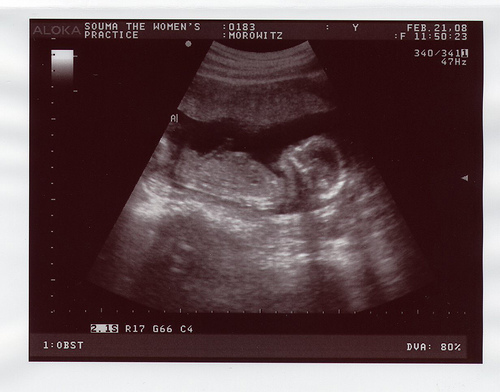 ALOKA SOUMA THE WOMEN'S :0183 : Y FEB.21,08
PRACTICE :MOROWITZ :F 11:50:23
340/341
47Hz
A
2.1S R17 G66 C4
1:OBST DVA: 80%